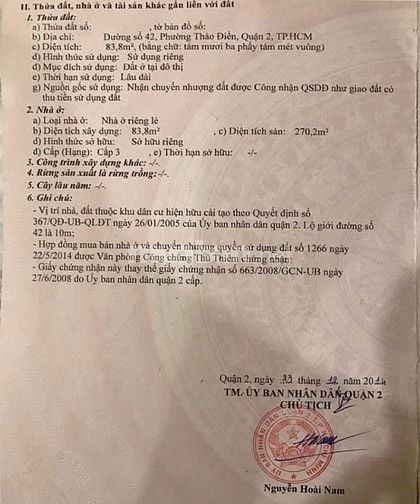 II. Thửa đất, nhà ở và tài sản khác gắn liền với đất
1. Thửa đất:
a) Thửa đất số: , tờ bản đồ số:
b) Địa chỉ: Đường số 42, Phường Thảo Điền, Quận 2, TP.HCM
c) Diện tích: 83,8m², (bằng chữ: tám mươi ba phẩy tám mét vuông)
d) Hình thức sử dụng: Sử dụng riêng
đ) Mục đích sử dụng: Đất ở tại đô thị
e) Thời hạn sử dụng: Lâu dài
g) Nguồn gốc sử dụng: Nhận chuyển nhượng đất được Công nhận QSDĐ như giao đất có
thu tiền sử dụng đất
2. Nhà ở:
a) Loại nhà ở: Nhà ở riêng lẻ
b) Diện tích xây dựng: 83,8m² , c) Diện tích sàn: 270,2m²
d) Hình thức sở hữu: Sở hữu riêng
đ) Cấp (Hạng): Cấp 3 , e) Thời hạn sở hữu: -/-
3. Công trình xây dựng khác: -/-
4. Rừng sản xuất là rừng trồng: -/-
5. Cây lâu năm: -/-.
6. Ghi chú:
- Vị trí nhà, đất thuộc khu dân cư hiện hữu cải tạo theo Quyết định số
367/QĐ-UB-QLĐT ngày 26/01/2005 của Ủy ban nhân dân quận 2. Lộ giới đường số
42 là 10m;
- Hợp đồng mua bán nhà ở và chuyển nhượng quyền sử dụng đất số 1266 ngày
22/5/2014 được Văn phòng Công chứng Thủ Thiêm chứng nhận;
- Giấy chứng nhận này thay thế giấy chứng nhận số 663/2008/GCN-UB ngày
27/6/2008 do Ủy ban nhân dân quận 2 cấp.
Quận 2, ngày 23 tháng 12 năm 2014
TM. ỦY BAN NHÂN DÂN QUẬN 2
CHỦ TỊCH
Nguyễn Hoài Nam